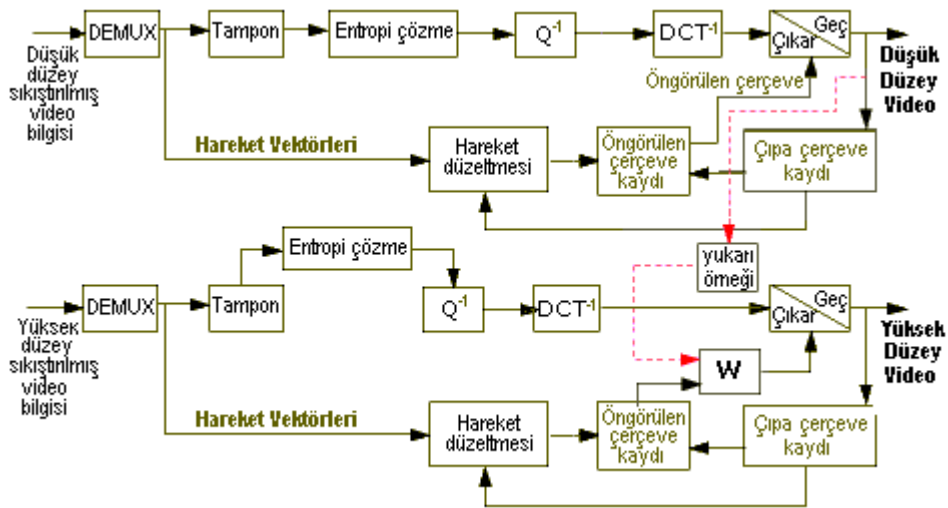 DEMUX
Tampon
Entropi çözme
Q-1
DCT-1
Geç
Çıkar
Düşük
düzey
sıkıştırılmış
video
bilgisi
Düşük
Düzey
Video
Öngörülen çerçeve
Hareket Vektörleri
Hareket
düzeltmesi
Öngörülen
çerçeve
kaydı
Çıpa çerçeve
kaydı
yukarı
örneği
Entropi çözme
DEMUX
Tampon
Q-1
DCT-1
Geç
Çıkar
Yüksek
düzey
sıkıştırılmış
video
bilgisi
Yüksek
Düzey
Video
W
Hareket Vektörleri
Hareket
düzeltmesi
Öngörülen
çerçeve
kaydı
Çıpa çerçeve
kaydı